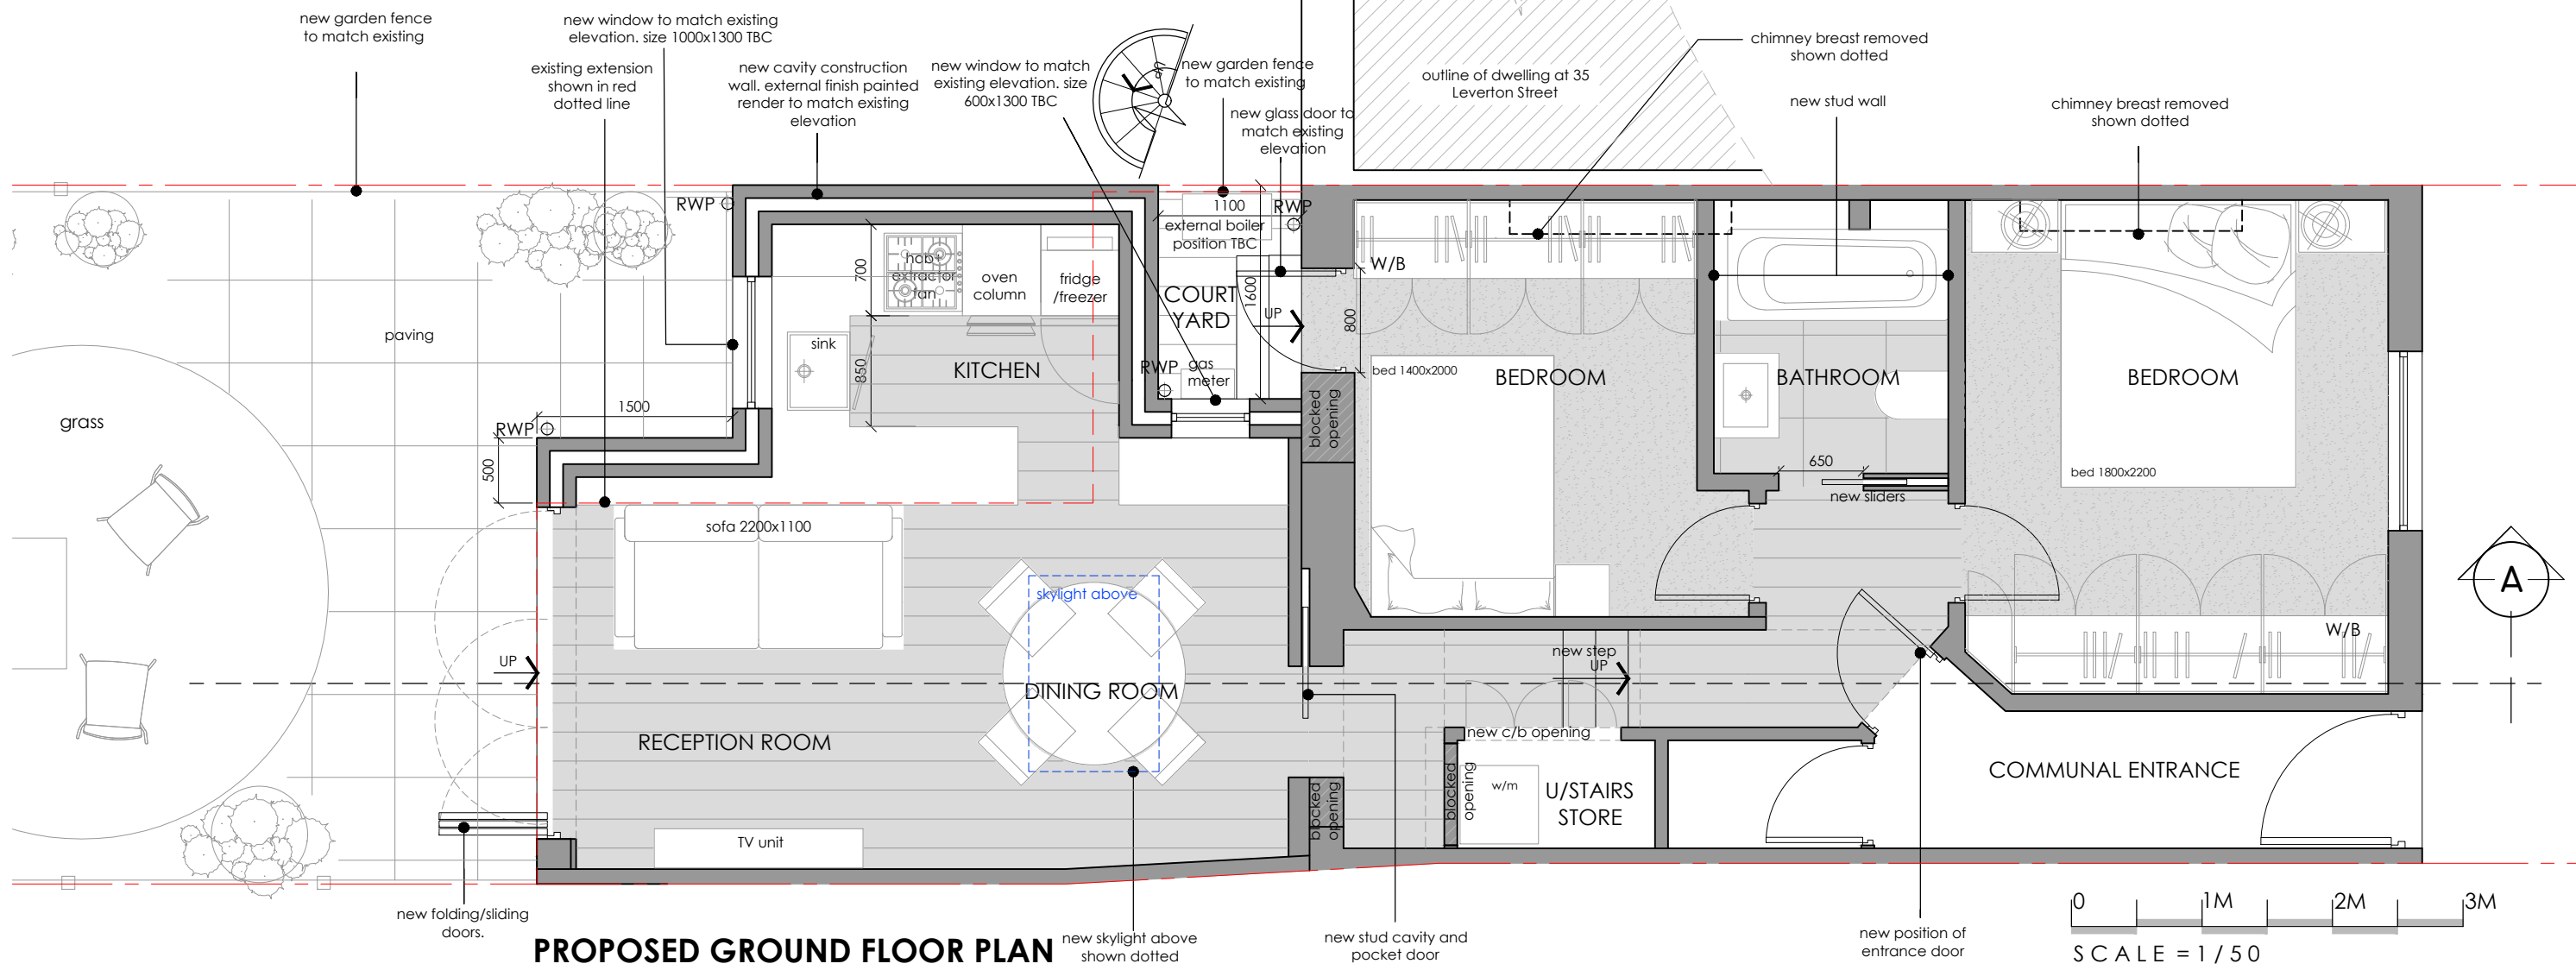 new garden fence
to match existing
new window to match existing
elevation. size 1000x1300 TBC
existing extension
shown in red
dotted line
new cavity construction
wall. external finish painted
render to match existing
elevation
new window to match
existing elevation. size
600x1300 TBC
up
new garden fence
to match existing
new glass door to
match existing
elevation
outline of dwelling at 35
Leverton Street
chimney breast removed
shown dotted
new stud wall
chimney breast removed
shown dotted
RWP
1100
RWP
external boiler
position TBC
700
hob+
extractor
fan
oven
column
fridge
/freezer
COURT
YARD
1600
UP
W/B
800
paving
sink
KITCHEN
850
RWP
gas
meter
bed 1400x2000
BEDROOM
BATHROOM
BEDROOM
grass
1500
RWP
500
blocked
opening
650
new sliders
bed 1800x2200
sofa 2200x1100
skylight above
A
UP
DINING ROOM
new step
UP
W/B
RECEPTION ROOM
new c/b opening
COMMUNAL ENTRANCE
blocked
opening
blocked
opening
w/m
U/STAIRS
STORE
TV unit
new folding/sliding
doors.
PROPOSED GROUND FLOOR PLAN
new skylight above
shown dotted
new stud cavity and
pocket door
new position of
entrance door
0 1M 2M 3M
SCALE = 1/50